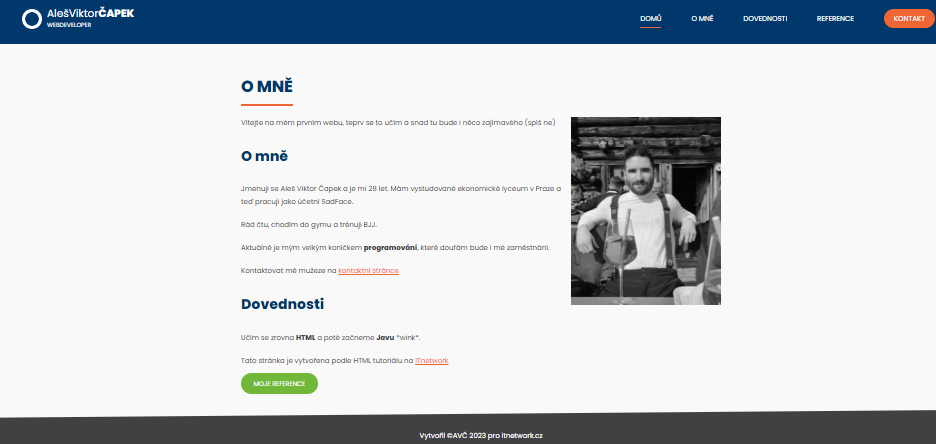 AlešViktorČAPEK
WEBDEVELOPER
DOMŮ O MNĚ DOVEDNOSTI REFERENCE KONTAKT
O MNĚ
Vítejte na mém prvním webu, teprv se to učím a snad tu bude i něco zajímavého (spíš ne)
O mně
Jmenuji se Aleš Viktor Čapek a je mi 28 let. Mám vystudované ekonomické lyceum v Praze a
teď pracuji jako účetní SadFace.
Rád čtu, chodím do gymu a trénuji BJJ.
Aktuálně je mým velkým koníčkem programování, které doufám bude i mé zaměstnání.
Kontaktovat mě mužeze na kontaktní stránce
Dovednosti
Učím se zrovna HTML a poté začneme Javu *wink*.
Tato stránka je vytvořena podle HTML tutoriálu na ITnetwork
MOJE REFERENCE
Vytvořil ©AVČ 2023 pro itnetwork.cz